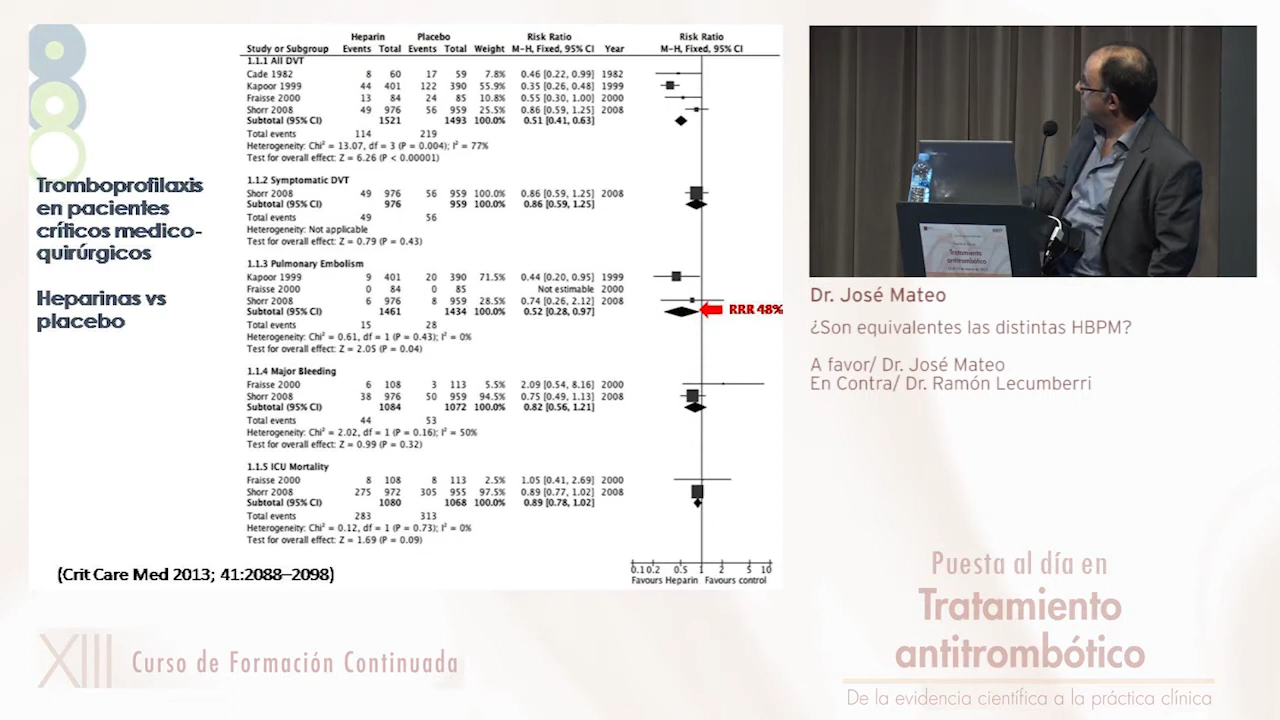 Tromboprofilaxis
en pacientes
críticos medico-
quirúrgicos
Heparinas vs
placebo
Heparin Placebo Risk Ratio Risk Ratio
Study or Subgroup Events Total Events Total Weight M-H, Fixed, 95% CI Year M-H, Fixed, 95% CI
1.1.1 All DVT
Cade 1982 8 60 17 59 7.8% 0.46 [0.22, 0.99] 1982
Kapoor 1999 44 401 122 390 55.9% 0.35 [0.26, 0.48] 1999
Fraisse 2000 13 84 24 85 10.8% 0.55 [0.30, 1.00] 2000
Shorr 2008 49 976 56 959 25.5% 0.86 [0.59, 1.25] 2008
Subtotal (95% CI) 1521 1493 100.0% 0.51 [0.41, 0.63]
Total events 114 219
Heterogeneity: Chi² = 13.07, df = 3 (P = 0.004); I² = 77%
Test for overall effect: Z = 6.26 (P < 0.00001)
1.1.2 Symptomatic DVT
Shorr 2008 49 976 56 959 100.0% 0.86 [0.59, 1.25] 2008
Subtotal (95% CI) 976 959 100.0% 0.86 [0.59, 1.25]
Total events 49 56
Heterogeneity: Not applicable
Test for overall effect: Z = 0.79 (P = 0.43)
1.1.3 Pulmonary Embolism
Kapoor 1999 9 401 20 390 71.5% 0.44 [0.20, 0.95] 1999
Fraisse 2000 0 84 0 85 Not estimable 2000
Shorr 2008 6 976 8 959 28.5% 0.74 [0.26, 2.12] 2008
Subtotal (95% CI) 1461 1434 100.0% 0.52 [0.28, 0.97]
RRR 48%
Total events 15 28
Heterogeneity: Chi² = 0.61, df = 1 (P = 0.43); I² = 0%
Test for overall effect: Z = 2.05 (P = 0.04)
1.1.4 Major Bleeding
Fraisse 2000 6 108 3 113 5.5% 2.09 [0.54, 8.16] 2000
Shorr 2008 38 976 50 959 94.5% 0.75 [0.49, 1.13] 2008
Subtotal (95% CI) 1084 1072 100.0% 0.82 [0.56, 1.21]
Total events 44 53
Heterogeneity: Chi² = 2.02, df = 1 (P = 0.16); I² = 50%
Test for overall effect: Z = 0.99 (P = 0.32)
1.1.5 ICU Mortality
Fraisse 2000 8 108 8 113 2.5% 1.05 [0.41, 2.69] 2000
Shorr 2008 275 972 305 955 97.5% 0.89 [0.77, 1.02] 2008
Subtotal (95% CI) 1080 1068 100.0% 0.89 [0.78, 1.02]
Total events 283 313
Heterogeneity: Chi² = 0.12, df = 1 (P = 0.73); I² = 0%
Test for overall effect: Z = 1.69 (P = 0.09)
0.1 0.2 0.5 1 2 5 10
Favours Heparin Favours control
(Crit Care Med 2013; 41:2088–2098)
Tratamiento
antitrombótico
Dr. José Mateo
¿Son equivalentes las distintas HBPM?
A favor/ Dr. José Mateo
En Contra/ Dr. Ramón Lecumberri
Puesta al día en
Tratamiento
antitrombótico
De la evidencia científica a la práctica clínica
XIII Curso de Formación Continuada